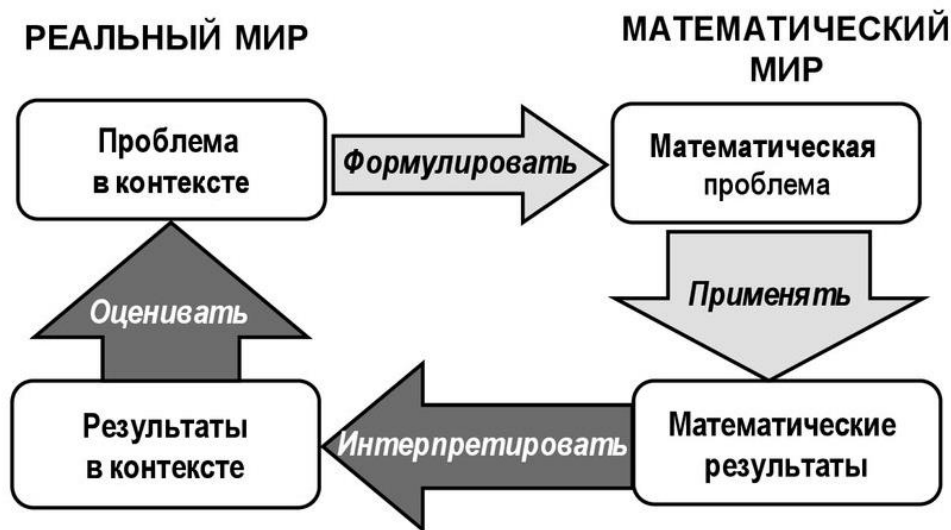 РЕАЛЬНЫЙ МИР
МАТЕМАТИЧЕСКИЙ
МИР
Проблема
в контексте
Формулировать
Математическая
проблема
Применять
Математические
результаты
Интерпретировать
Результаты
в контексте
Оценивать